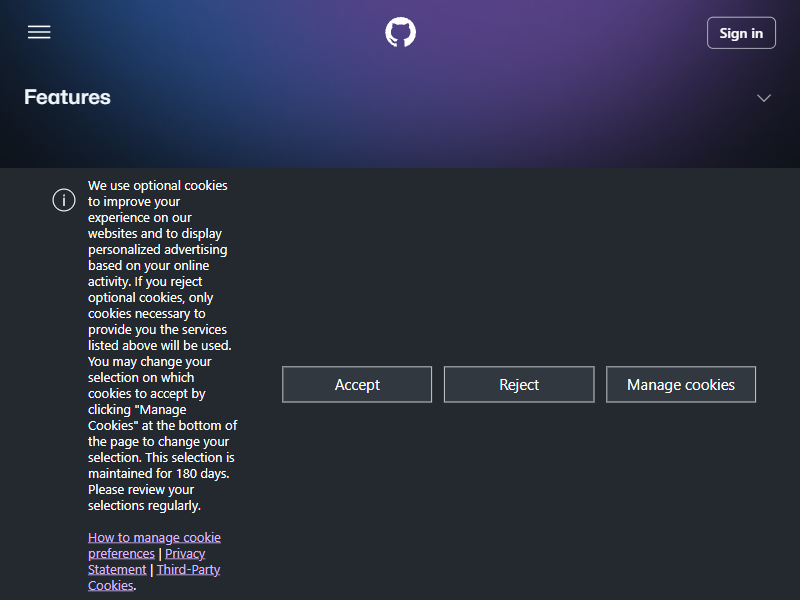 Sign in
Features
We use optional cookies
to improve your
experience on our
websites and to display
personalized advertising
based on your online
activity. If you reject
optional cookies, only
cookies necessary to
provide you the services
listed above will be used.
You may change your
selection on which
cookies to accept by
clicking "Manage
Cookies" at the bottom of
the page to change your
selection. This selection is
maintained for 180 days.
Please review your
selections regularly.
How to manage cookie
preferences | Privacy
Statement | Third-Party
Cookies.
Accept
Reject
Manage cookies